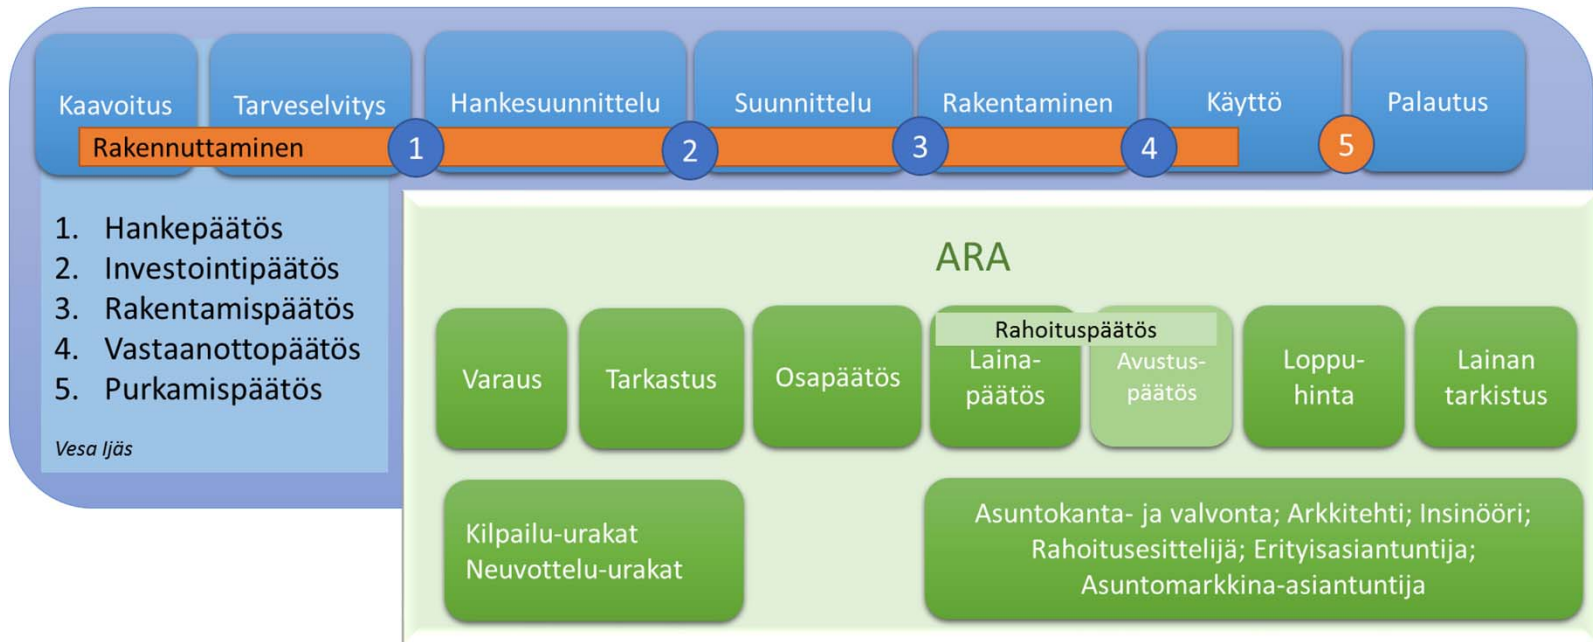 Kaavoitus
Tarveselvitys
Hankesuunnittelu
Suunnittelu
Rakentaminen
Käyttö
Palautus
Rakennuttaminen
1
2
3
4
5
1. Hankepäätös
2. Investointipäätös
3. Rakentamispäätös
4. Vastaanottopäätös
5. Purkamispäätös
Vesa Ijäs
ARA
Varaus
Tarkastus
Osapäätös
Rahoituspäätös
Laina-
päätös
Avustus-
päätös
Loppu-
hinta
Lainan
tarkistus
Kilpailu-urakat
Neuvottelu-urakat
Asuntokanta- ja valvonta; Arkkitehti; Insinööri;
Rahoitusesittelijä; Erityisasiantuntija;
Asuntomarkkina-asiantuntija